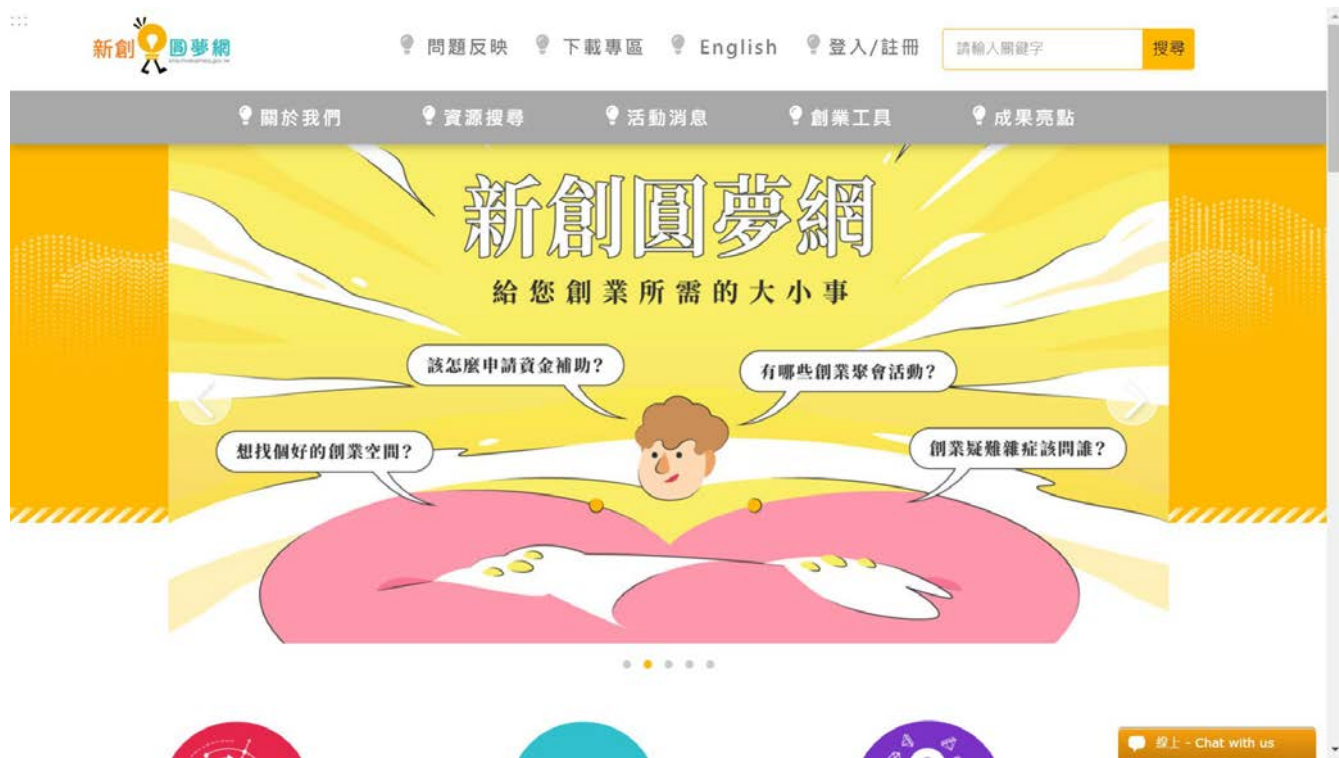 新創圓夢網
問題反映 下載專區 English 登入/註冊 請輸入關鍵字 搜尋
關於我們 資源搜尋 活動消息 創業工具 成果亮點
新創圓夢網
給您創業所需的大小事
該怎麼申請資金補助?
有哪些創業聚會活動?
想找個好的創業空間?
創業疑難雜症該問誰?
線上 - Chat with us